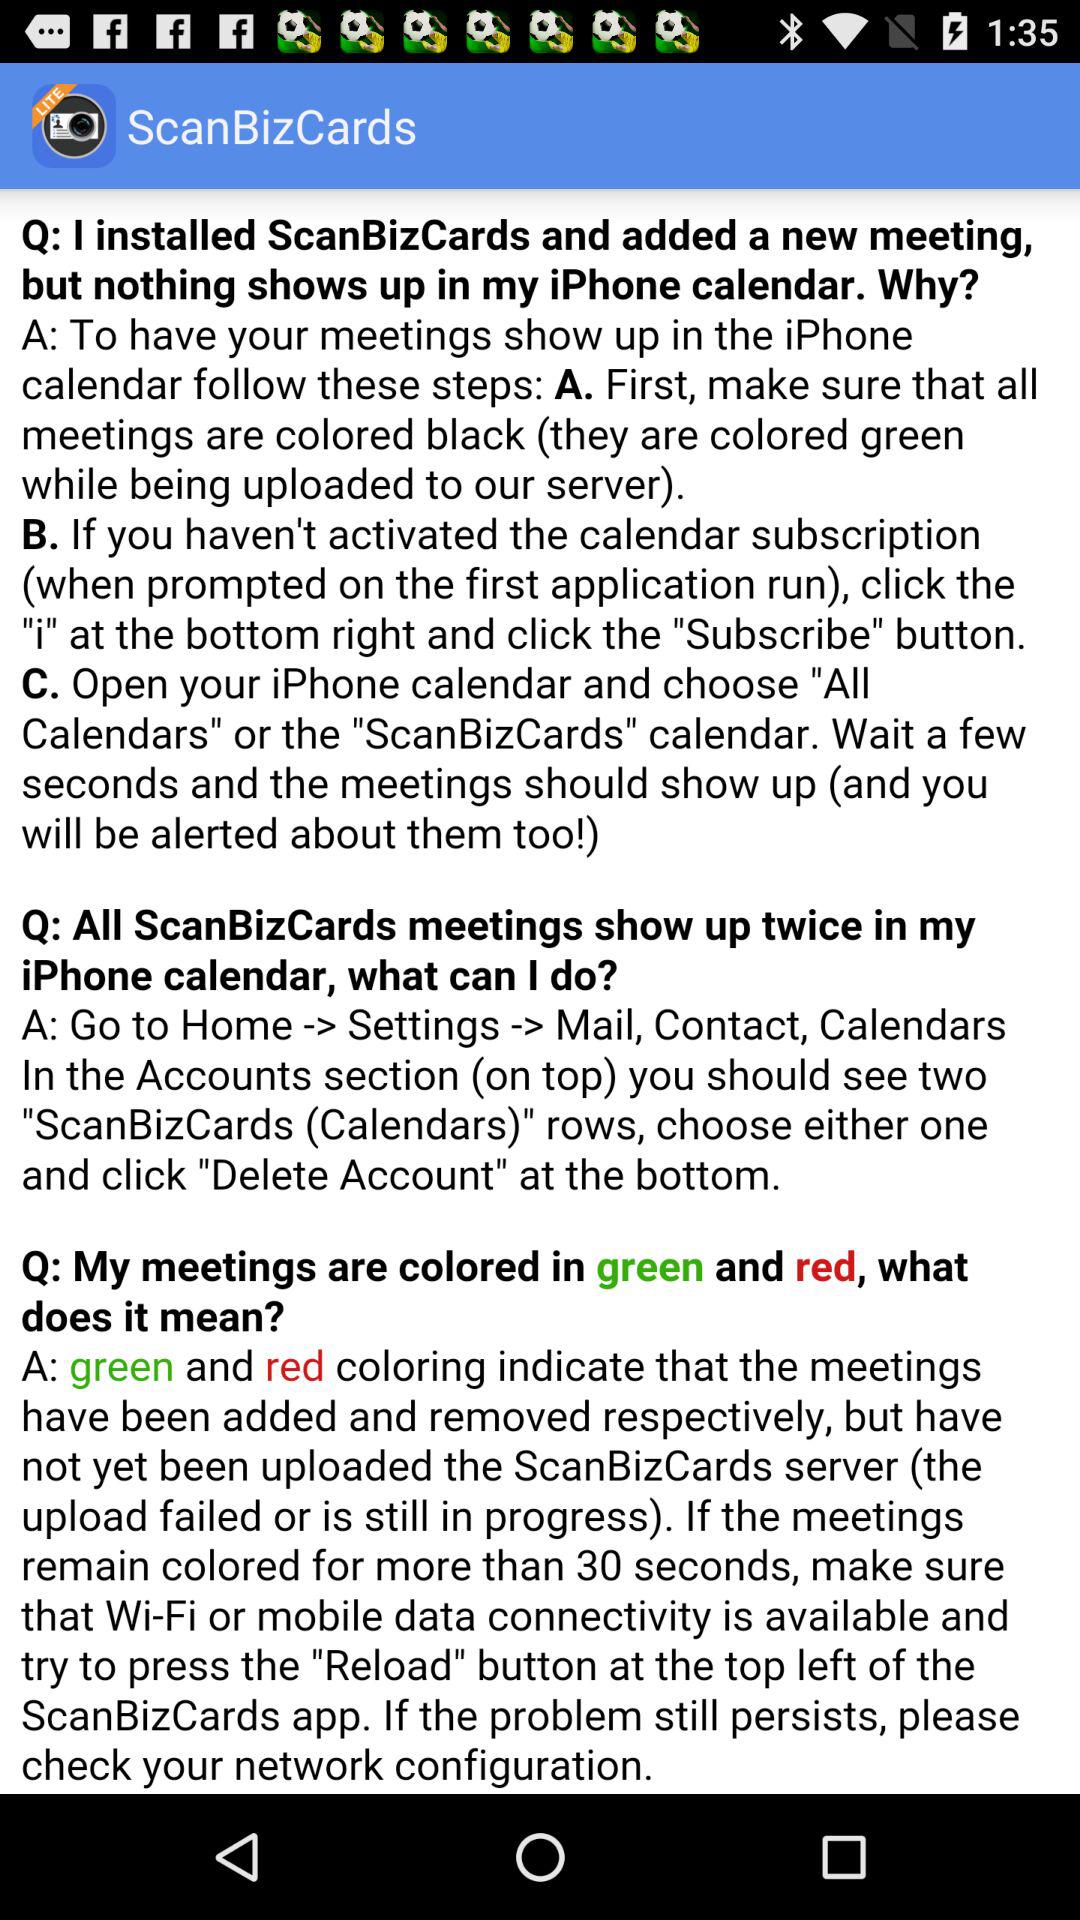 1:35
LITE
ScanBizCards
Q: I installed ScanBizCards and added a new meeting,
but nothing shows up in my iPhone calendar. Why?
A: To have your meetings show up in the iPhone
calendar follow these steps: A. First, make sure that all
meetings are colored black (they are colored green
while being uploaded to our server).
B. If you haven't activated the calendar subscription
(when prompted on the first application run), click the
"i" at the bottom right and click the "Subscribe" button.
C. Open your iPhone calendar and choose "All
Calendars" or the "ScanBizCards" calendar. Wait a few
seconds and the meetings should show up (and you
will be alerted about them too!)
Q: All ScanBizCards meetings show up twice in my
iPhone calendar, what can I do?
A: Go to Home -> Settings -> Mail, Contact, Calendars
In the Accounts section (on top) you should see two
"ScanBizCards (Calendars)" rows, choose either one
and click "Delete Account" at the bottom.
Q: My meetings are colored in green and red, what
does it mean?
A: green and red coloring indicate that the meetings
have been added and removed respectively, but have
not yet been uploaded the ScanBizCards server (the
upload failed or is still in progress). If the meetings
remain colored for more than 30 seconds, make sure
that Wi-Fi or mobile data connectivity is available and
try to press the "Reload" button at the top left of the
ScanBizCards app. If the problem still persists, please
check your network configuration.